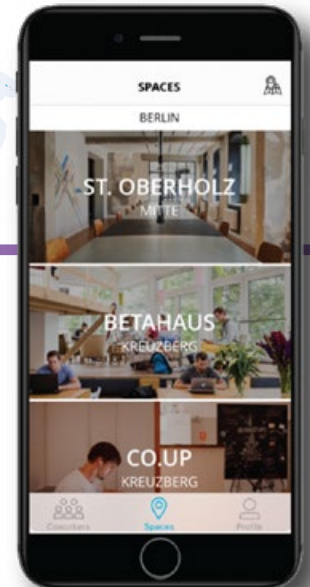 SPACES
BERLIN
ST. OBERHOLZ
MITTE
BETAHAUS
KREUZBERG
CO.UP
KREUZBERG
Coworkers Spaces Profile